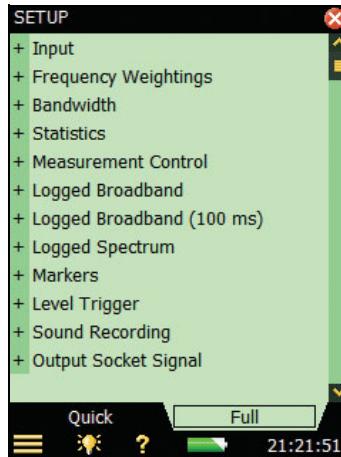 SETUP
+ Input
+ Frequency Weightings
+ Bandwidth
+ Statistics
+ Measurement Control
+ Logged Broadband
+ Logged Broadband (100 ms)
+ Logged Spectrum
+ Markers
+ Level Trigger
+ Sound Recording
+ Output Socket Signal
Quick Full
? 21:21:51